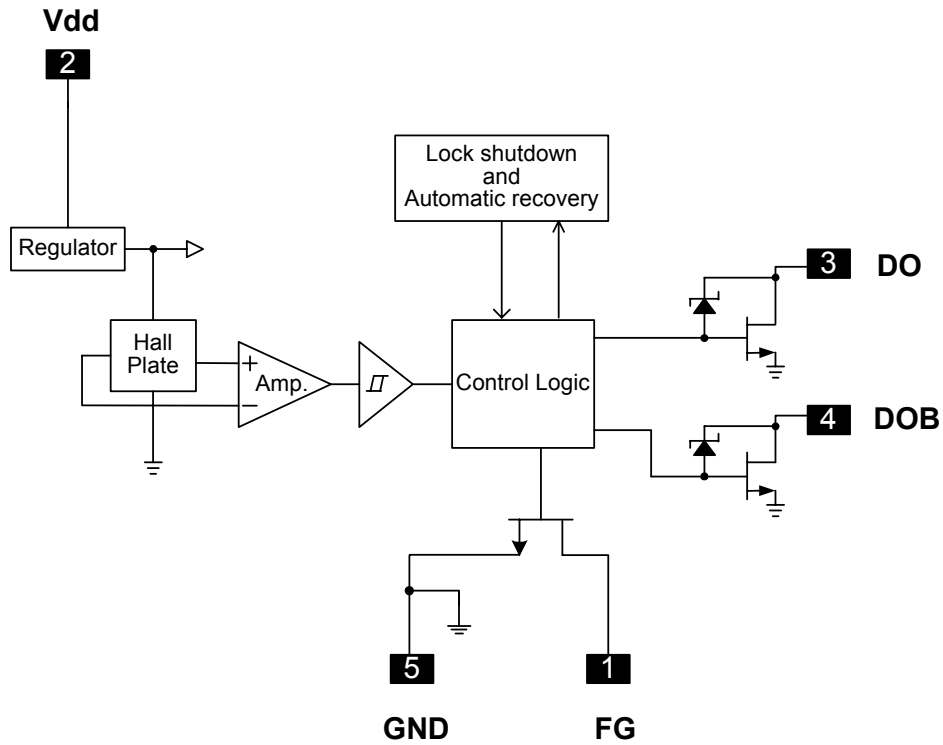 Vdd
2
Lock shutdown
and
Automatic recovery
Regulator
3 DO
Hall
Plate
+
Amp.
−
Control Logic
4 DOB
5
1
GND
FG